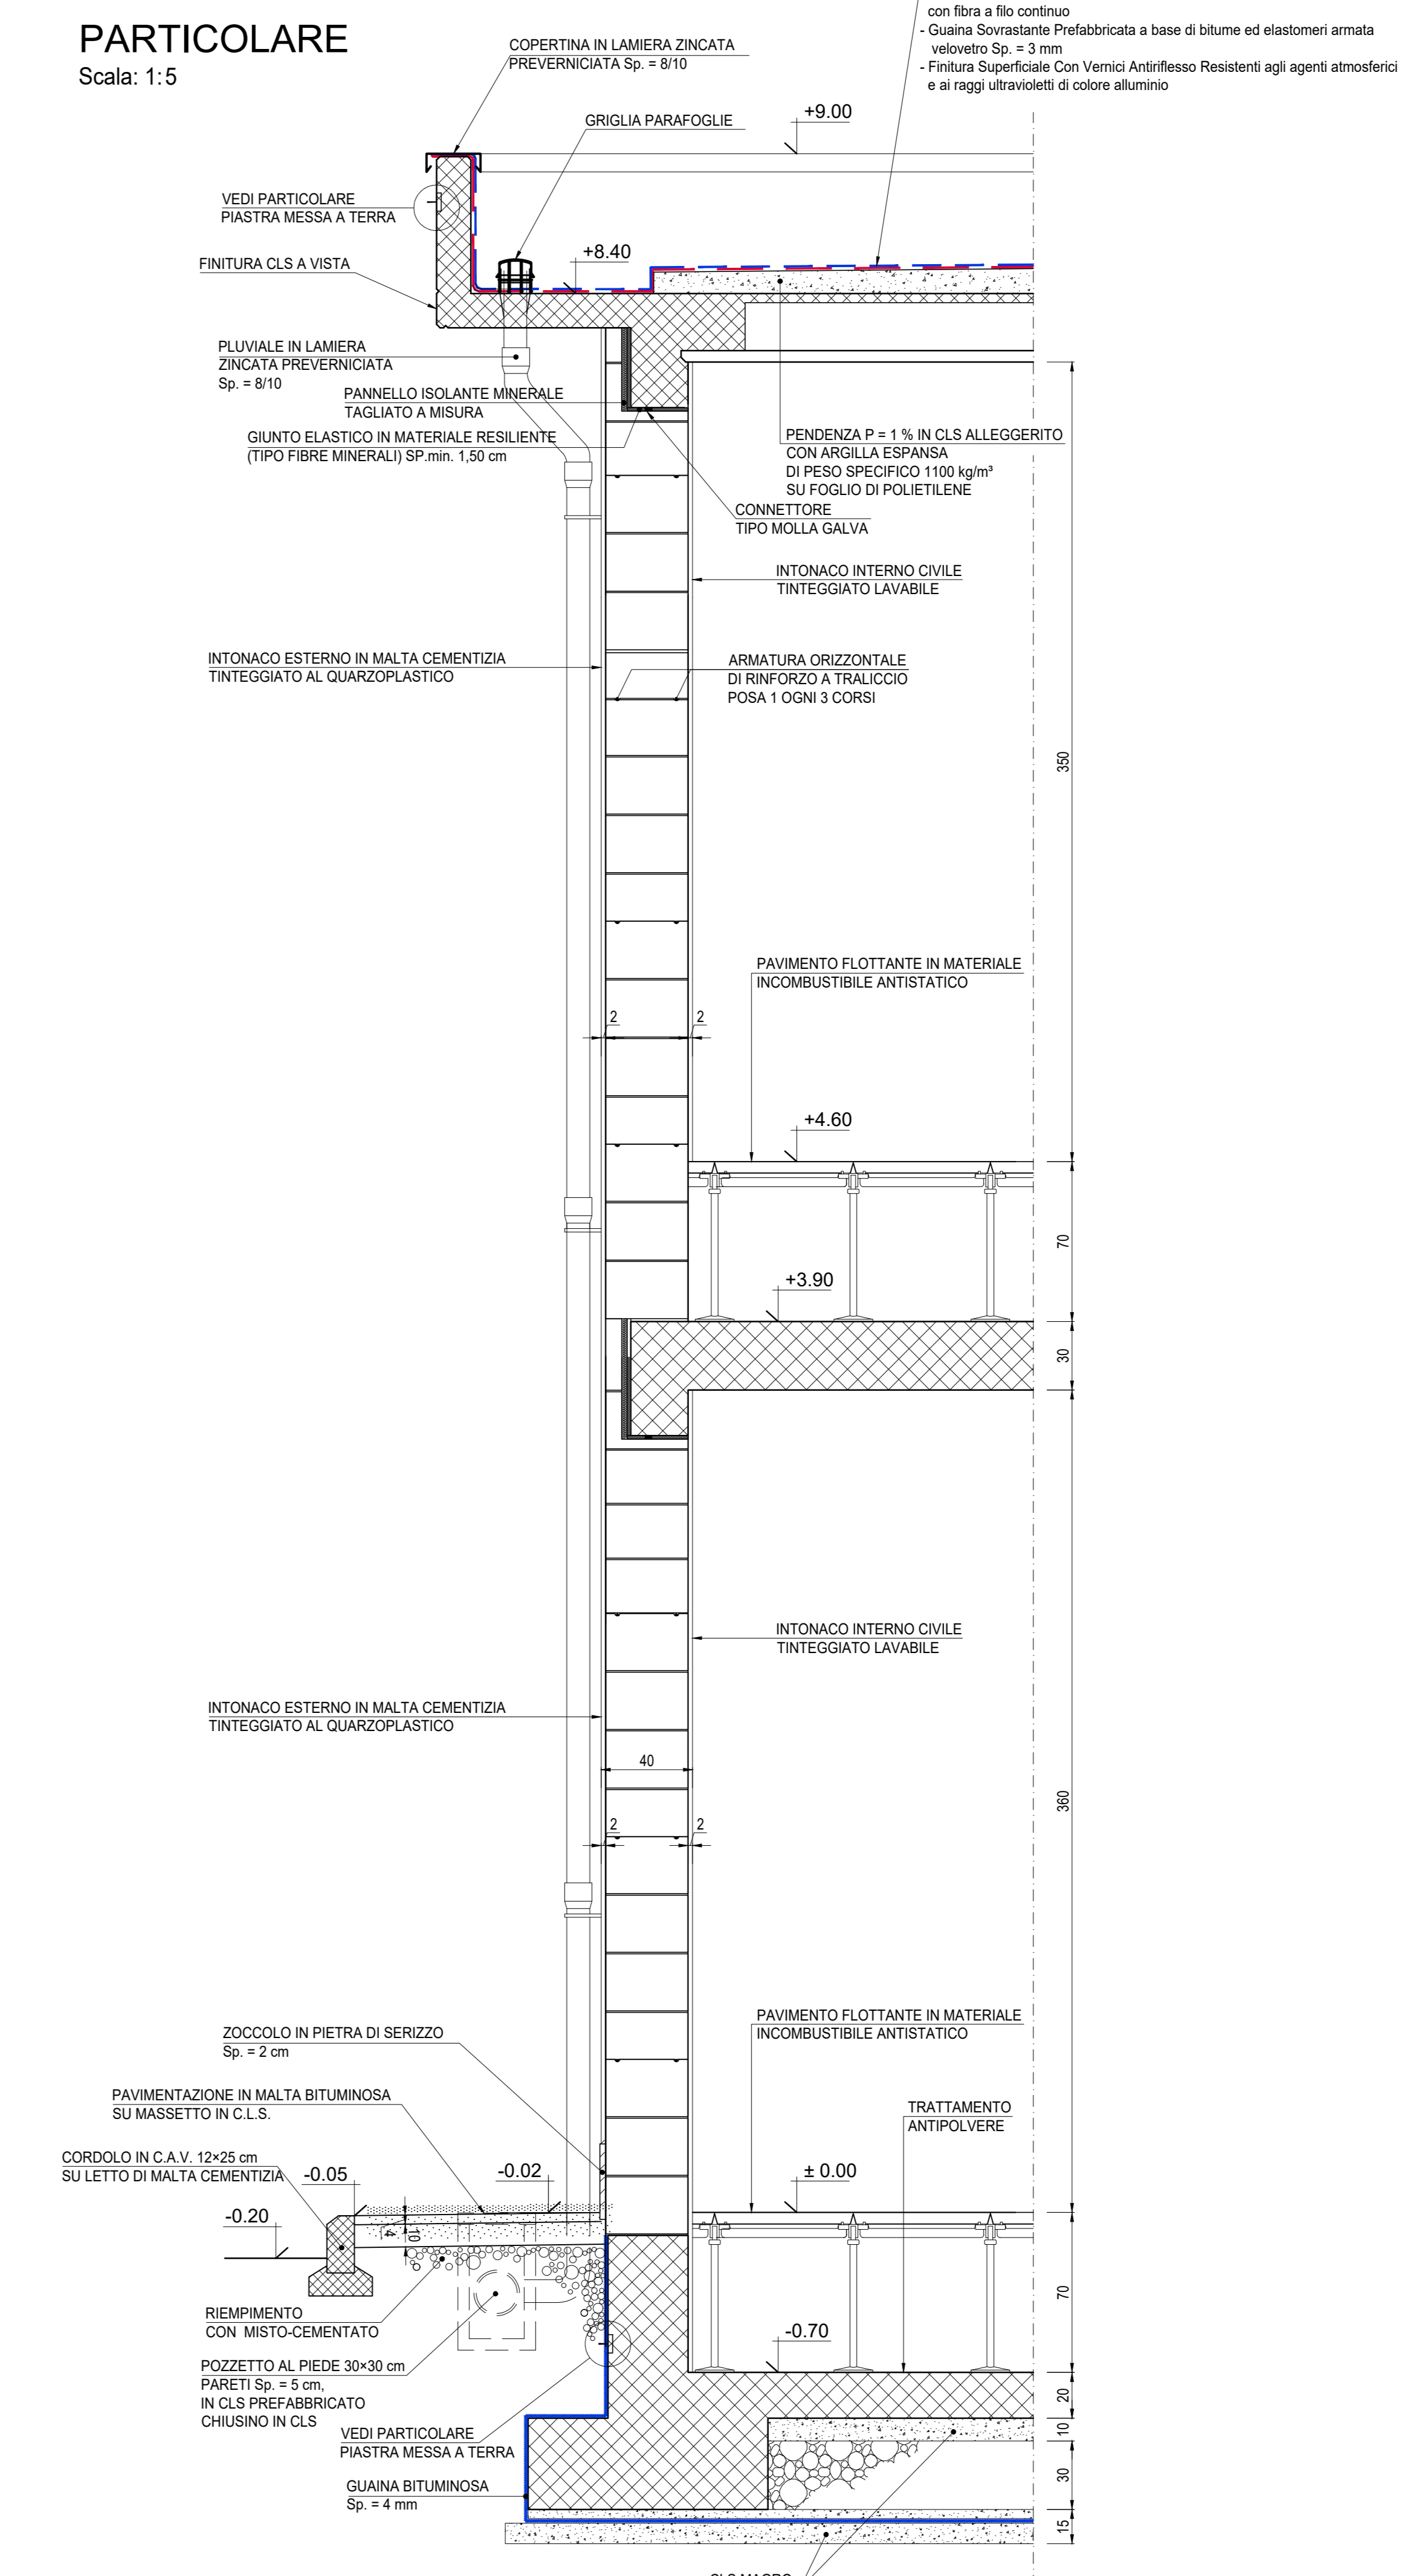 PARTICOLARE
Scala: 1:5
con fibra a filo continuo
- Guaina Sovrastante Prefabbricata a base di bitume ed elastomeri armata
velovetro Sp. = 3 mm
- Finitura Superficiale Con Vernici Antiriflesso Resistenti agli agenti atmosferici
e ai raggi ultravioletti di colore alluminio
COPERTINA IN LAMIERA ZINCATA
PREVERNICIATA Sp. = 8/10
GRIGLIA PARAFOGLIE
+9.00
VEDI PARTICOLARE
PIASTRA MESSA A TERRA
FINITURA CLS A VISTA
+8.40
PLUVIALE IN LAMIERA
ZINCATA PREVERNICIATA
Sp. = 8/10
PANNELLO ISOLANTE MINERALE
TAGLIATO A MISURA
GIUNTO ELASTICO IN MATERIALE RESILIENTE
(TIPO FIBRE MINERALI) SP.min. 1,50 cm
PENDENZA P = 1 % IN CLS ALLEGGERITO
CON ARGILLA ESPANSA
DI PESO SPECIFICO 1100 kg/m³
SU FOGLIO DI POLIETILENE
CONNETTORE
TIPO MOLLA GALVA
INTONACO INTERNO CIVILE
TINTEGGIATO LAVABILE
INTONACO ESTERNO IN MALTA CEMENTIZIA
TINTEGGIATO AL QUARZOPLASTICO
ARMATURA ORIZZONTALE
DI RINFORZO A TRALICCIO
POSA 1 OGNI 3 CORSI
350
PAVIMENTO FLOTTANTE IN MATERIALE
INCOMBUSTIBILE ANTISTATICO
2
2
+4.60
70
+3.90
30
INTONACO INTERNO CIVILE
TINTEGGIATO LAVABILE
INTONACO ESTERNO IN MALTA CEMENTIZIA
TINTEGGIATO AL QUARZOPLASTICO
40
360
2
2
PAVIMENTO FLOTTANTE IN MATERIALE
INCOMBUSTIBILE ANTISTATICO
ZOCCOLO IN PIETRA DI SERIZZO
Sp. = 2 cm
PAVIMENTAZIONE IN MALTA BITUMINOSA
SU MASSETTO IN C.L.S.
TRATTAMENTO
ANTIPOLVERE
CORDOLO IN C.A.V. 12×25 cm
SU LETTO DI MALTA CEMENTIZIA
-0.05
-0.02
± 0.00
-0.20
4
10
70
RIEMPIMENTO
CON MISTO-CEMENTATO
-0.70
POZZETTO AL PIEDE 30×30 cm
PARETI Sp. = 5 cm,
IN CLS PREFABBRICATO
CHIUSINO IN CLS
20
10
VEDI PARTICOLARE
PIASTRA MESSA A TERRA
30
GUAINA BITUMINOSA
Sp. = 4 mm
15
CLS MAGRO